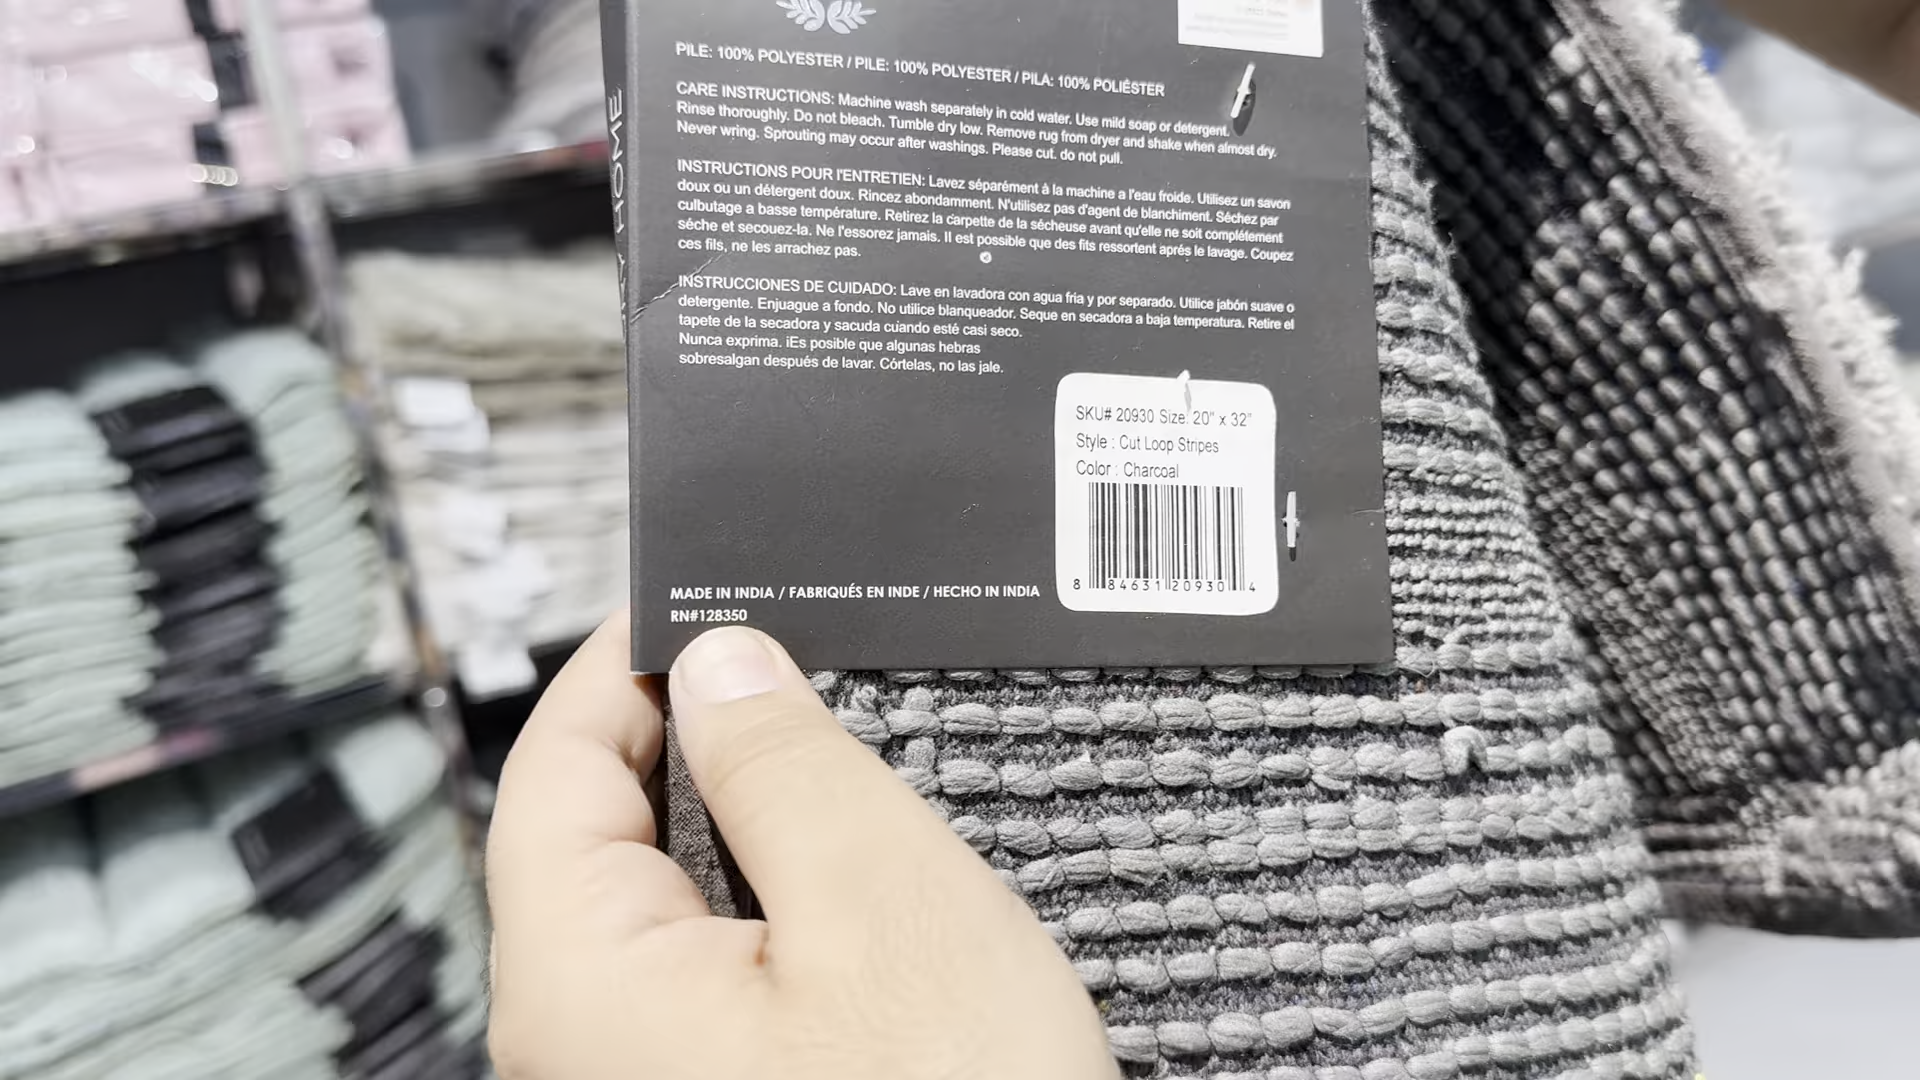 PILE: 100% POLYESTER / PILE: 100% POLYESTER / PILA: 100% POLIÉSTER
CARE INSTRUCTIONS: Machine wash separately in cold water. Use mild soap or detergent.
Rinse thoroughly. Do not bleach. Tumble dry low. Remove rug from dryer and shake when almost dry.
Never wring. Sprouting may occur after washings. Please cut. do not pull.
INSTRUCTIONS POUR I'ENTRETIEN: Lavez séparément à la machine a l'eau froide. Utilisez un savon
doux ou un détergent doux. Rincez abondamment. N'utilisez pas d'agent de blanchiment. Séchez par
culbutage a basse température. Retirez la carpette de la sécheuse avant qu'elle ne soit complétement
séche et secouez-la. Ne l'essorez jamais. Il est possible que des fits ressortent aprés le lavage. Coupez
ces fils, ne les arrachez pas.
INSTRUCCIONES DE CUIDADO: Lave en lavadora con agua fria y por separado. Utilice jabón suave o
detergente. Enjuague a fondo. No utilice blanqueador. Seque en secadora a baja temperatura. Retire el
tapete de la secadora y sacuda cuando esté casi seco.
Nunca exprima. iEs posible que algunas hebras
sobresalgan después de lavar. Córtelas, no las jale.
SKU# 20930 Size: 20" x 32"
Style : Cut Loop Stripes
Color : Charcoal
8 84631 20930 4
MADE IN INDIA / FABRIQUÉS EN INDE / HECHO IN INDIA
RN#128350
HOME